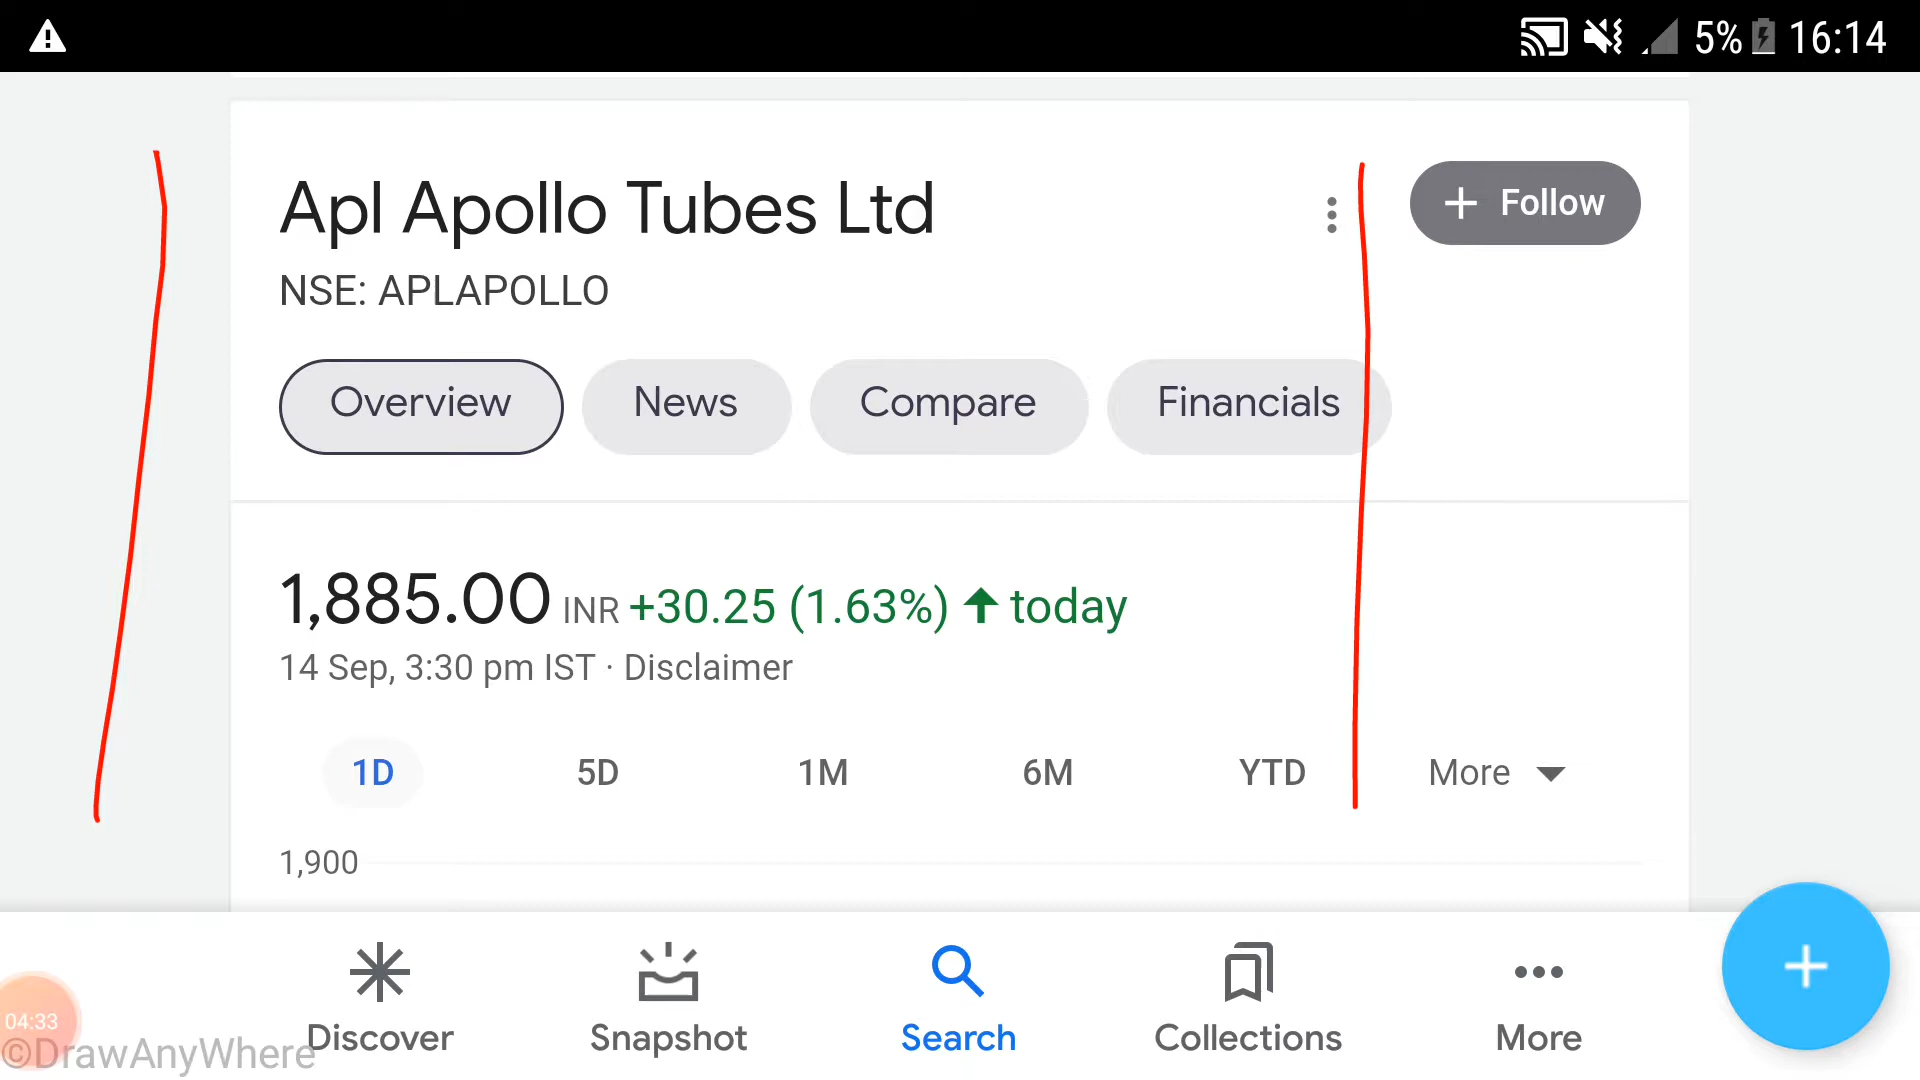 5% 16:14
Apl Apollo Tubes Ltd
+ Follow
NSE: APLAPOLLO
Overview News Compare Financials
1,885.00 INR +30.25 (1.63%) ↑ today
14 Sep, 3:30 pm IST · Disclaimer
1D 5D 1M 6M YTD More
1,900
Discover Snapshot Search Collections More
04:33
©DrawAnyWhere